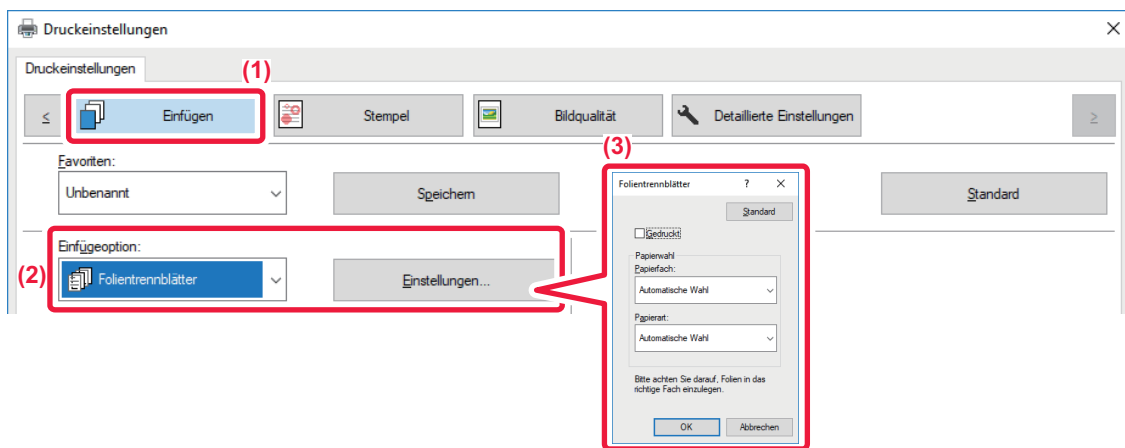 Druckeinstellungen
Druckeinstellungen
(1)
< Einfügen Stempel Bildqualität Detaillierte Einstellungen >
Favoriten:
Unbenannt Speichern Standard
Einfügeoption:
(2) Folientrennblätter Einstellungen...
(3)
Folientrennblätter ? X
Standard
Gedruckt
Papierwahl
Papierfach:
Automatische Wahl
Papierart:
Automatische Wahl
Bitte achten Sie darauf, Folien in das
richtige Fach einzulegen.
OK Abbrechen